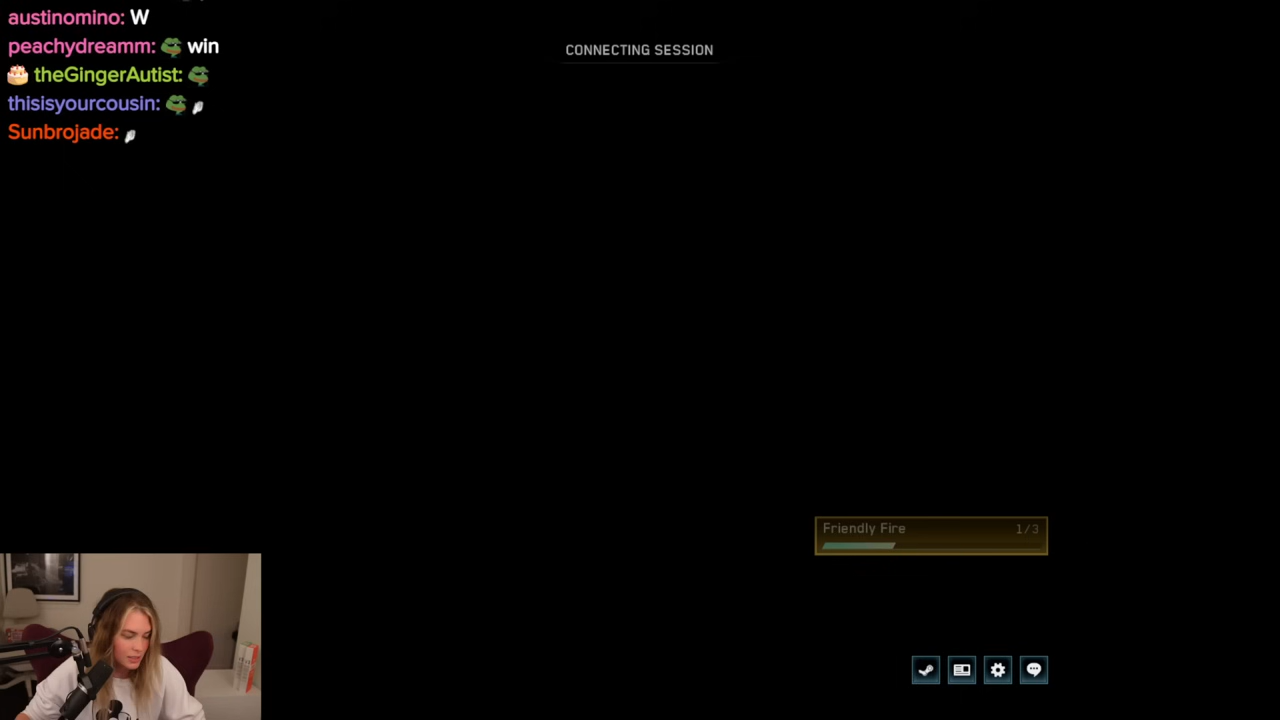 austinomino: W
peachydreamm: win
theGingerAutist:
thisisyourcousin:
Sunbrojade:
CONNECTING SESSION
Friendly Fire 1/3